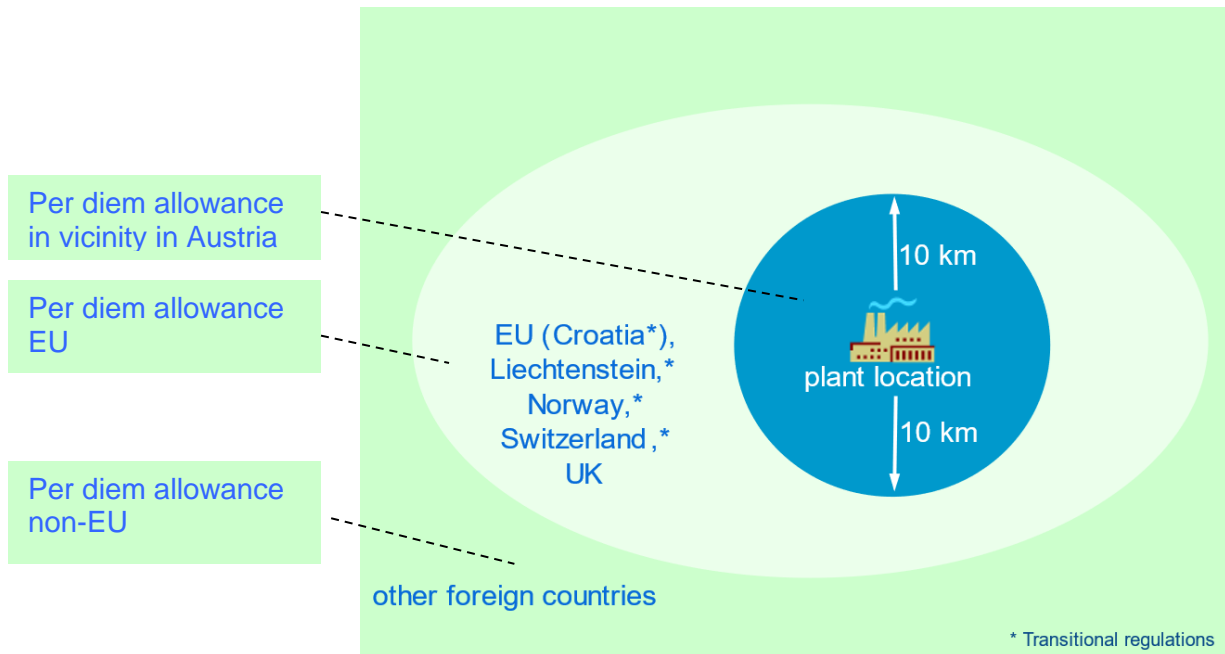 Per diem allowance
in vicinity in Austria
Per diem allowance
EU
Per diem allowance
non-EU
10 km
plant location
10 km
EU (Croatia*),
Liechtenstein,*
Norway,*
Switzerland,*
UK
other foreign countries
* Transitional regulations